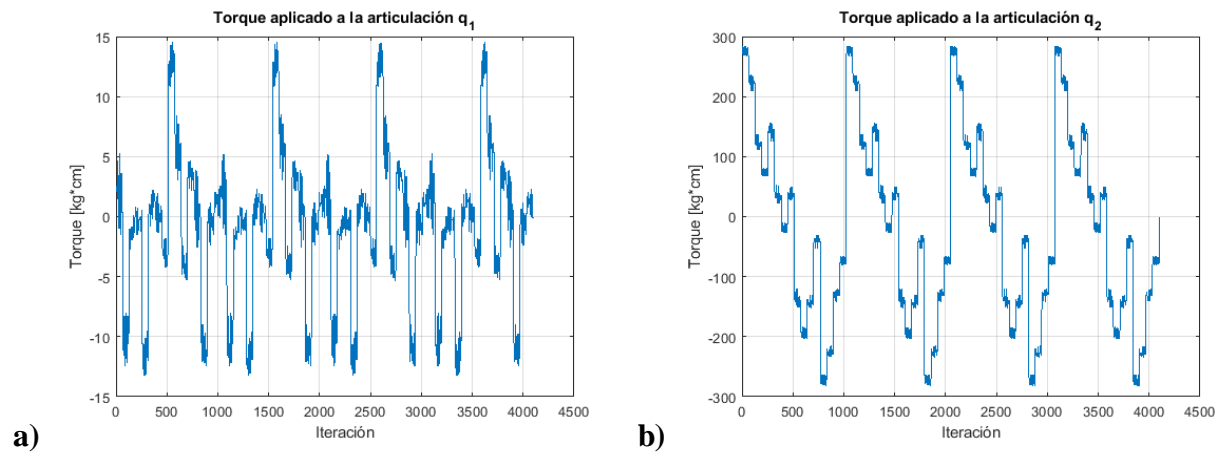 Torque aplicado a la articulación q1
15
10
5
0
-5
-10
-15
Torque [kg*cm]
0 500 1000 1500 2000 2500 3000 3500 4000 4500
Iteración
a)
Torque aplicado a la articulación q2
300
200
100
0
-100
-200
-300
Torque [kg*cm]
0 500 1000 1500 2000 2500 3000 3500 4000 4500
Iteración
b)